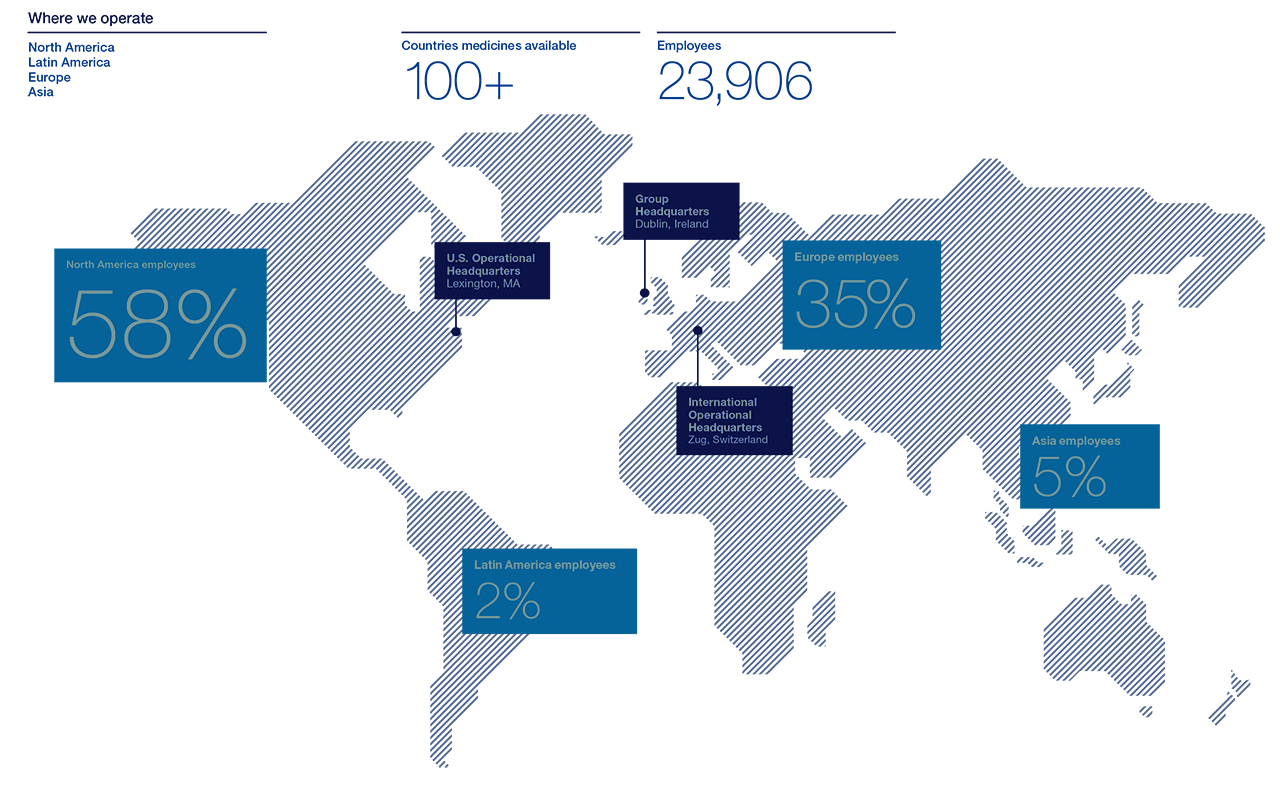 Where we operate
North America
Latin America
Europe
Asia
Countries medicines available
100+
Employees
23,906
Group
Headquarters
Dublin, Ireland
North America employees
58%
U.S. Operational
Headquarters
Lexington, MA
Europe employees
35%
International
Operational
Headquarters
Zug, Switzerland
Asia employees
5%
Latin America employees
2%